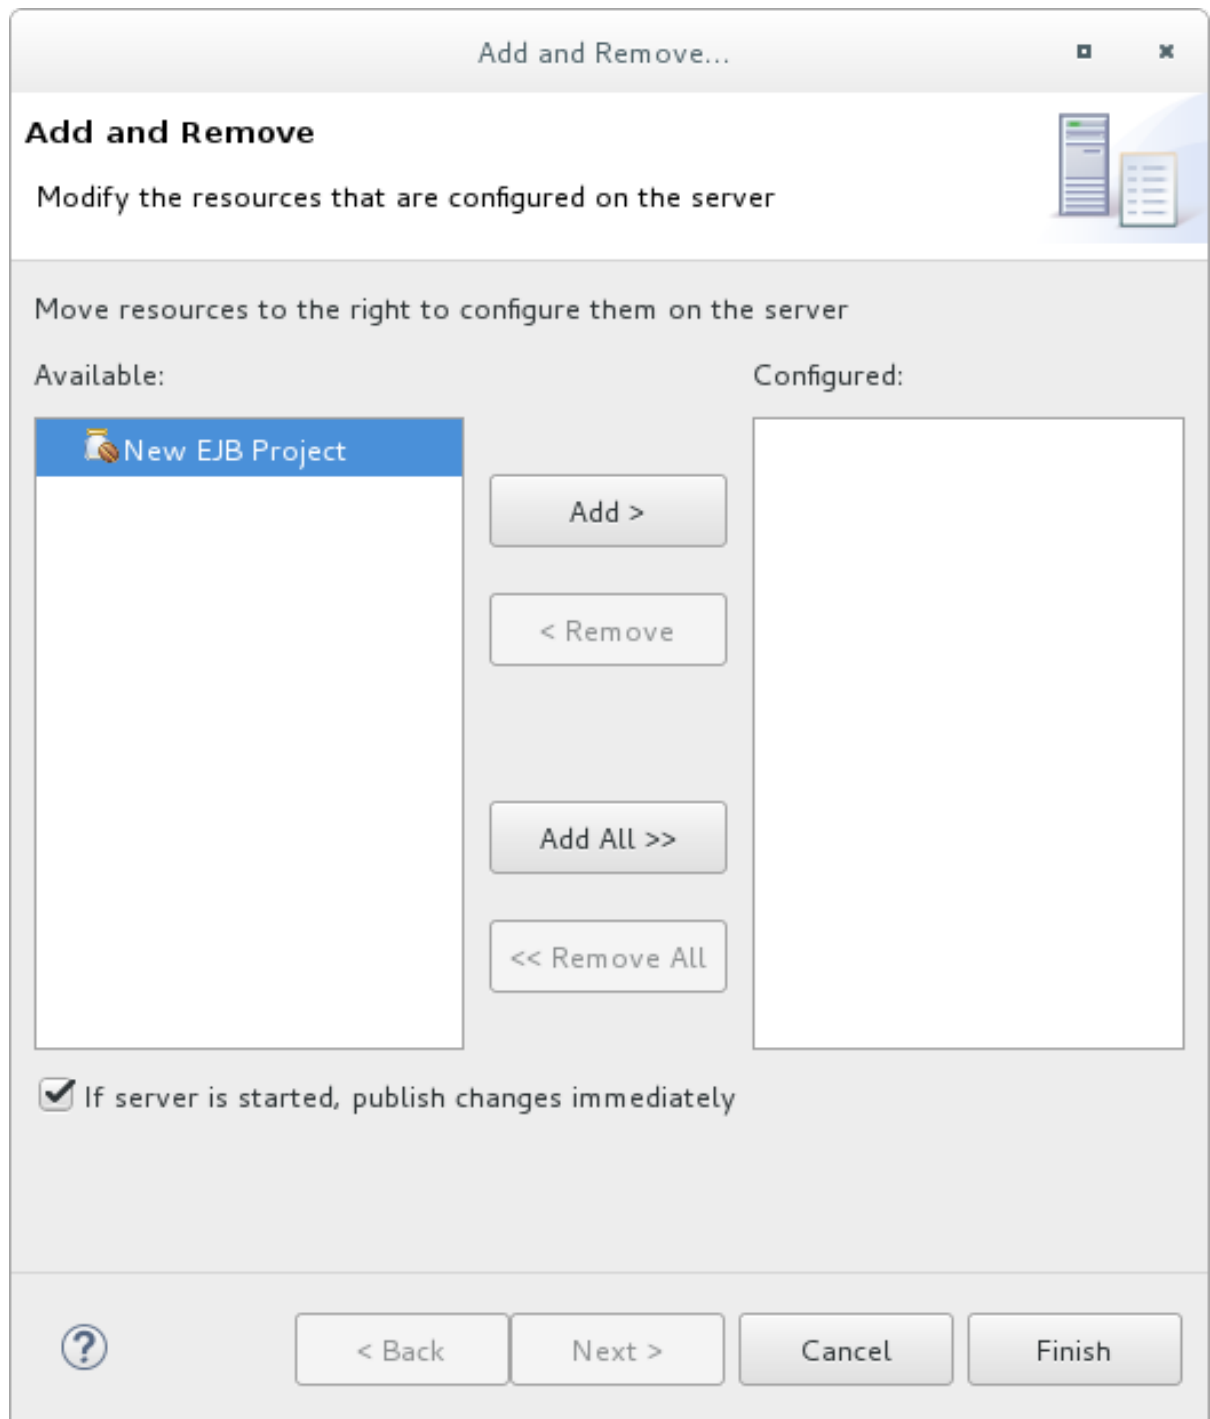 Add and Remove...
Add and Remove
Modify the resources that are configured on the server
Move resources to the right to configure them on the server
Available:
Configured:
New EJB Project
Add >
< Remove
Add All >>
<< Remove All
If server is started, publish changes immediately
?
< Back
Next >
Cancel
Finish